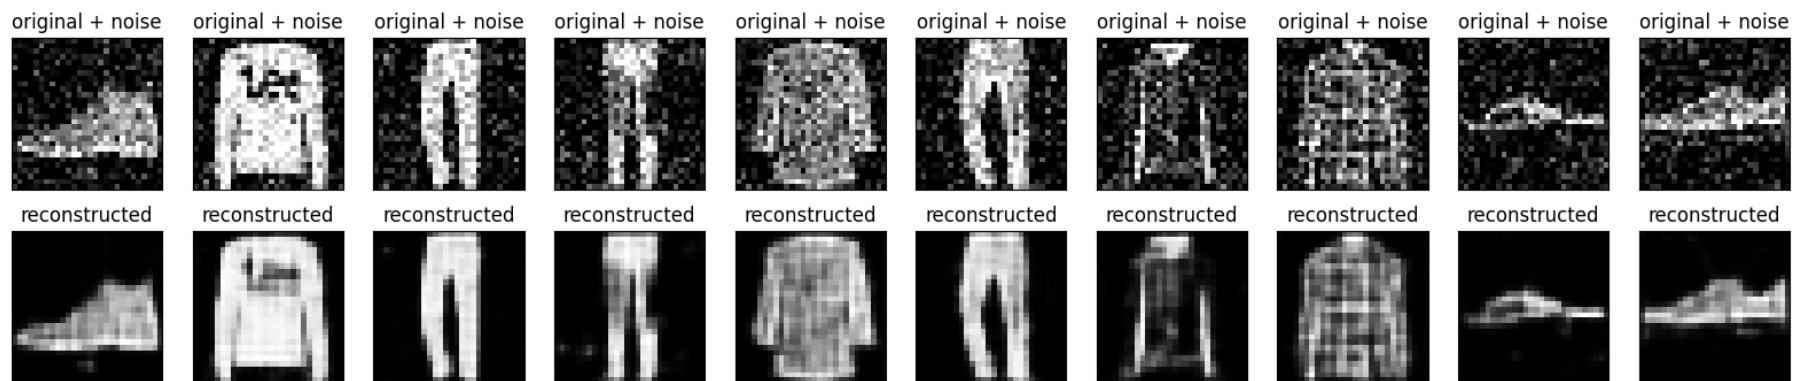 original + noise original + noise original + noise original + noise original + noise original + noise original + noise original + noise original + noise original + noise
reconstructed reconstructed reconstructed reconstructed reconstructed reconstructed reconstructed reconstructed reconstructed reconstructed